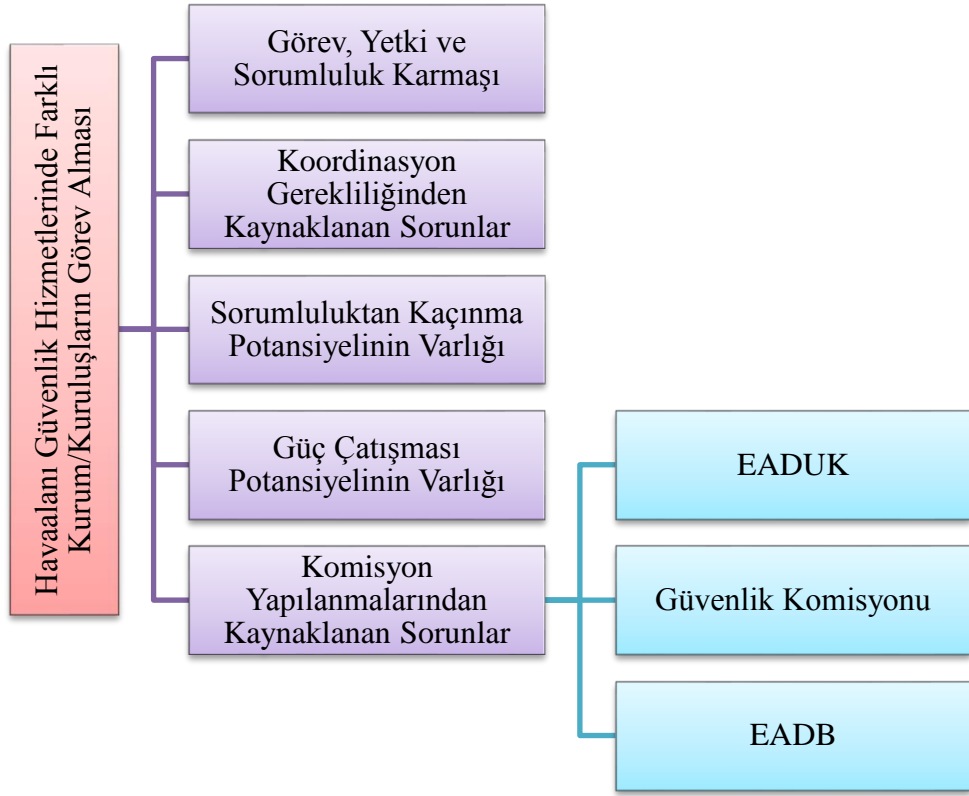 Havaalanı Güvenlik Hizmetlerinde Farklı
Kurum/Kuruluşların Görev Alması
Görev, Yetki ve
Sorumluluk Karmaşı
Koordinasyon
Gerekliliğinden
Kaynaklanan Sorunlar
Sorumluluktan Kaçınma
Potansiyelinin Varlığı
Güç Çatışması
Potansiyelinin Varlığı
Komisyon
Yapılanmalarından
Kaynaklanan Sorunlar
EADUK
Güvenlik Komisyonu
EADB